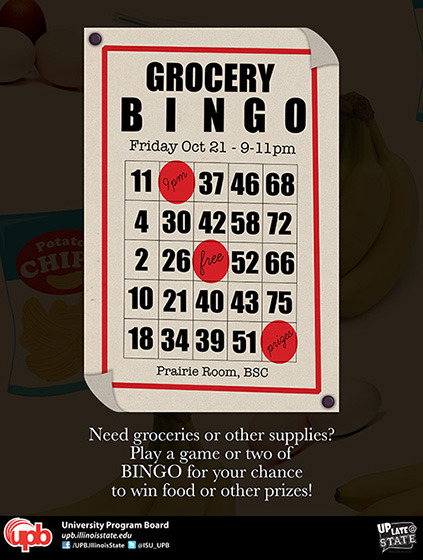 GROCERY
BINGO
Friday Oct 21 - 9-11pm
11 9pm 37 46 68
4 30 42 58 72
2 26 free 52 66
10 21 40 43 75
18 34 39 51 prizes
Prairie Room, BSC
Potato
CHIPS
Need groceries or other supplies?
Play a game or two of
BINGO for your chance
to win food or other prizes!
upb
University Program Board
upb.illinoisstate.edu
f /UPBIllinoisState @ISU_UPB
UP LATE@
STATE